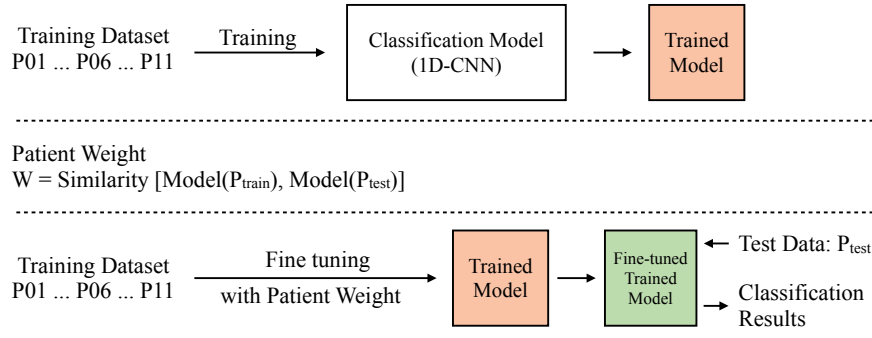 Training Dataset
P01 ... P06 ... P11
Training
Classification Model
(1D-CNN)
Trained
Model
Patient Weight
W = Similarity [Model(Ptrain), Model(Ptest)]
Training Dataset
P01 ... P06 ... P11
Fine tuning
with Patient Weight
Trained
Model
Fine-tuned
Trained
Model
Test Data: Ptest
Classification
Results